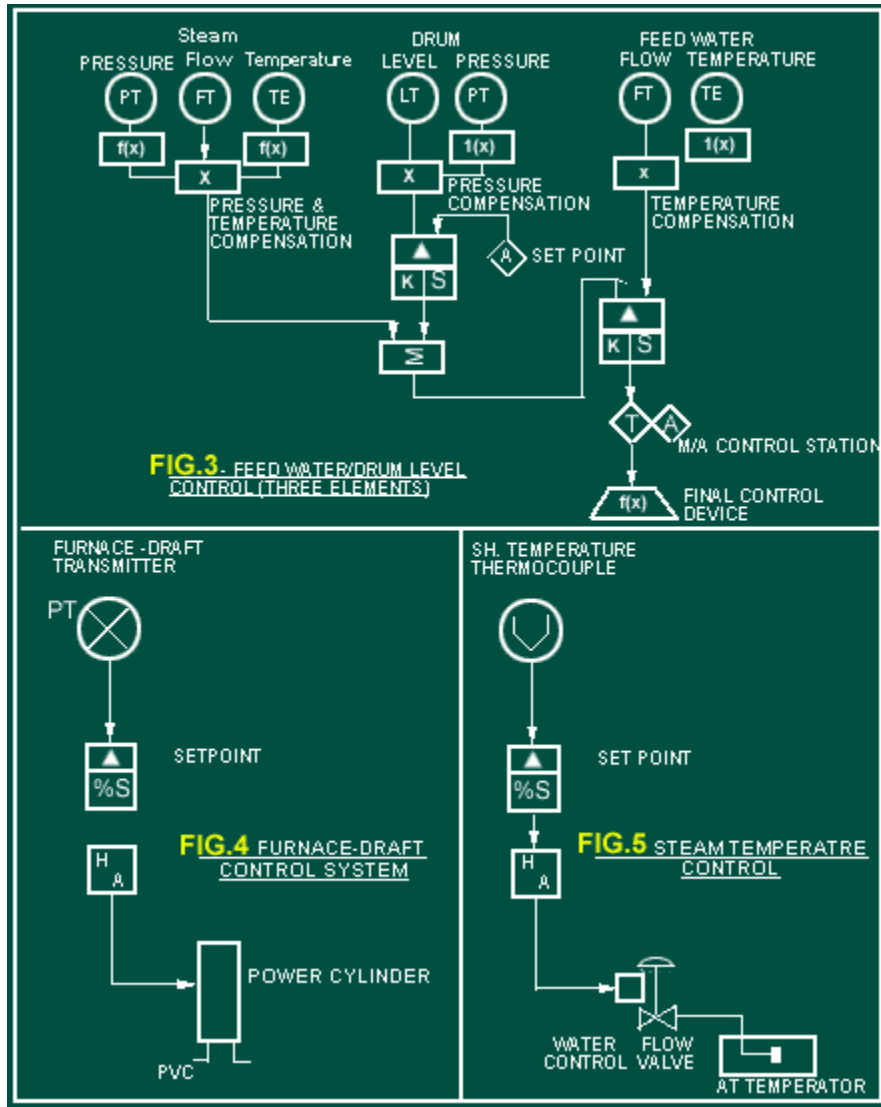 Steam
PRESSURE Flow Temperature
DRUM
LEVEL PRESSURE
FEED WATER
FLOW TEMPERATURE
PT FT TE LT PT FT TE
f(x) f(x) 1(x) 1(x)
X X x
PRESSURE &
TEMPERATURE
COMPENSATION
PRESSURE
COMPENSATION
TEMPERATURE
COMPENSATION
A SET POINT
K S
K S
Σ
T A
M/A CONTROL STATION
f(x)
FINAL CONTROL
DEVICE
FIG.3- FEED WATER/DRUM LEVEL
CONTROL (THREE ELEMENTS)
FURNACE -DRAFT
TRANSMITTER
PT
SETPOINT
%S
FIG.4 FURNACE-DRAFT
CONTROL SYSTEM
H
A
POWER CYLINDER
PVC
SH. TEMPERATURE
THERMOCOUPLE
SET POINT
%S
FIG.5 STEAM TEMPERATRE
CONTROL
H
A
WATER FLOW
CONTROL VALVE
AT TEMPERATOR